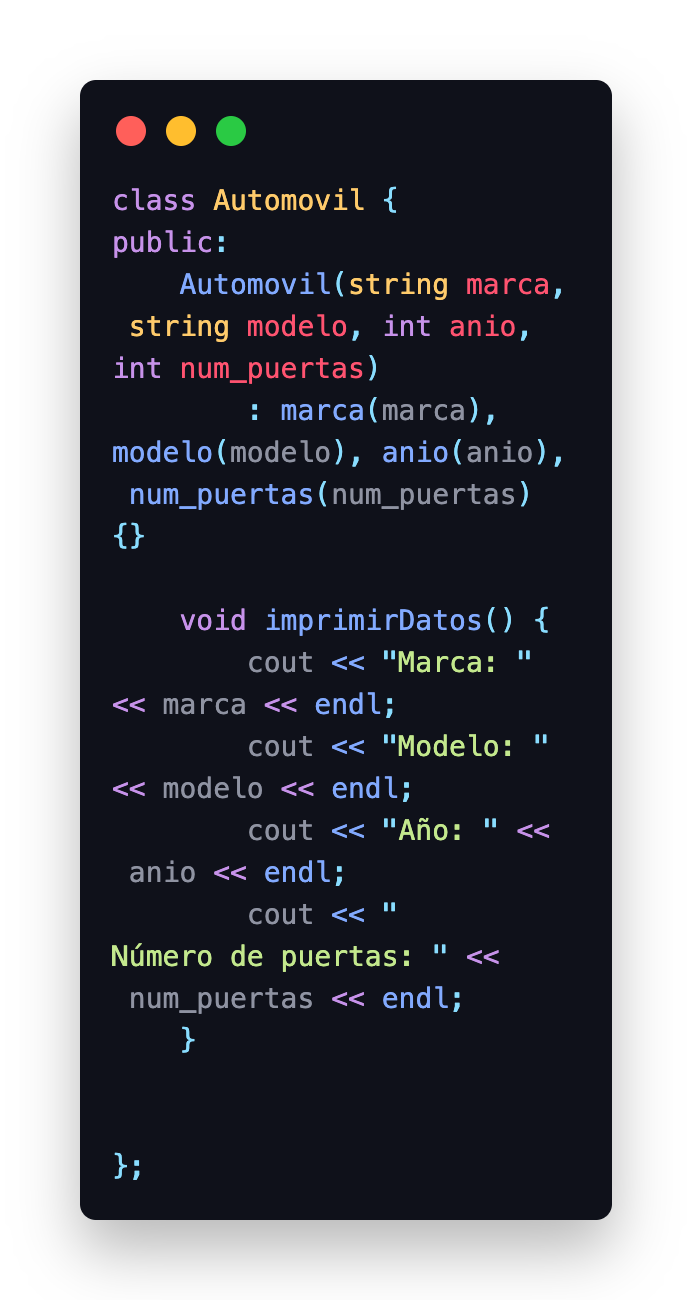 class Automovil {
public:
    Automovil(string marca,
 string modelo, int anio,
int num_puertas)
        : marca(marca),
modelo(modelo), anio(anio),
 num_puertas(num_puertas)
{}

    void imprimirDatos() {
        cout << "Marca: "
<< marca << endl;
        cout << "Modelo: "
<< modelo << endl;
        cout << "Año: " <<
 anio << endl;
        cout << "
Número de puertas: " <<
 num_puertas << endl;
    }


};